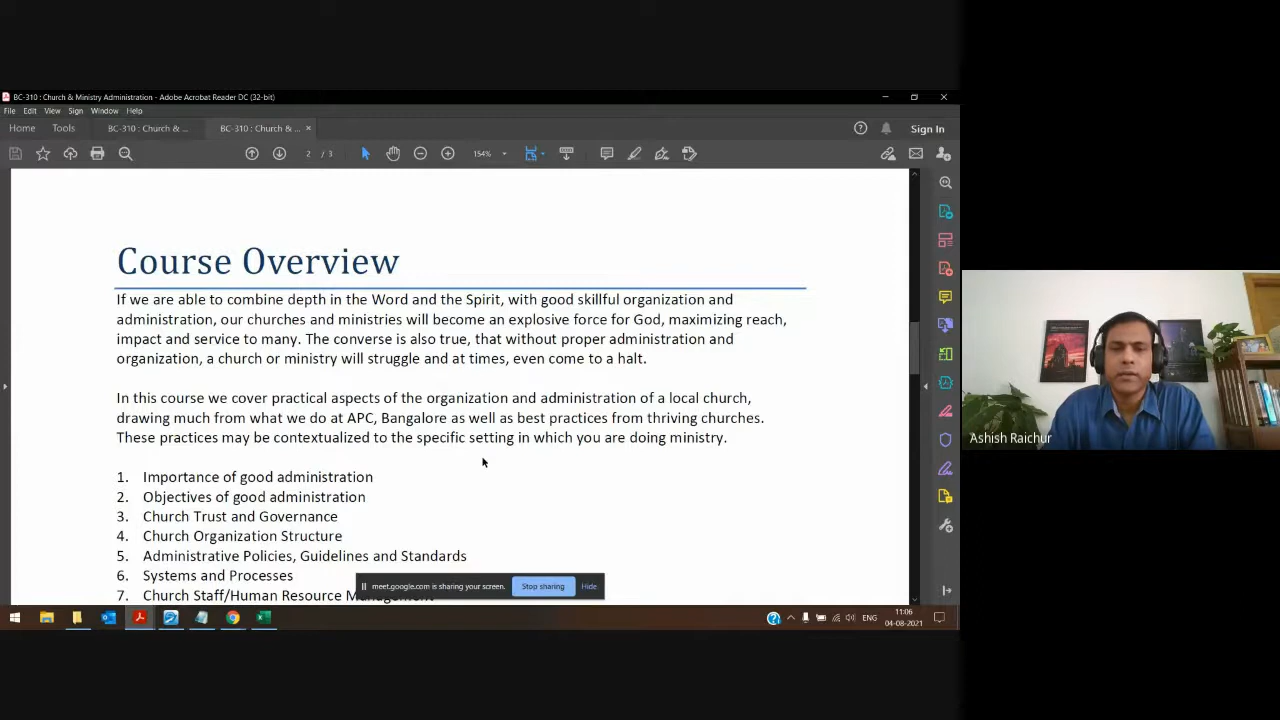 BC-310 : Church & Ministry Administration - Adobe Acrobat Reader DC (32-bit)
File Edit View Sign Window Help
Home Tools BC-310 : Church & ... BC-310 : Church & ... ×
Sign In
2 / 3 154%
Course Overview
If we are able to combine depth in the Word and the Spirit, with good skillful organization and
administration, our churches and ministries will become an explosive force for God, maximizing reach,
impact and service to many. The converse is also true, that without proper administration and
organization, a church or ministry will struggle and at times, even come to a halt.
In this course we cover practical aspects of the organization and administration of a local church,
drawing much from what we do at APC, Bangalore as well as best practices from thriving churches.
These practices may be contextualized to the specific setting in which you are doing ministry.
1. Importance of good administration
2. Objectives of good administration
3. Church Trust and Governance
4. Church Organization Structure
5. Administrative Policies, Guidelines and Standards
6. Systems and Processes
7. Church Staff/Human Resource Management
meet.google.com is sharing your screen. Stop sharing Hide
Ashish Raichur
ENG
11:06
04-08-2021